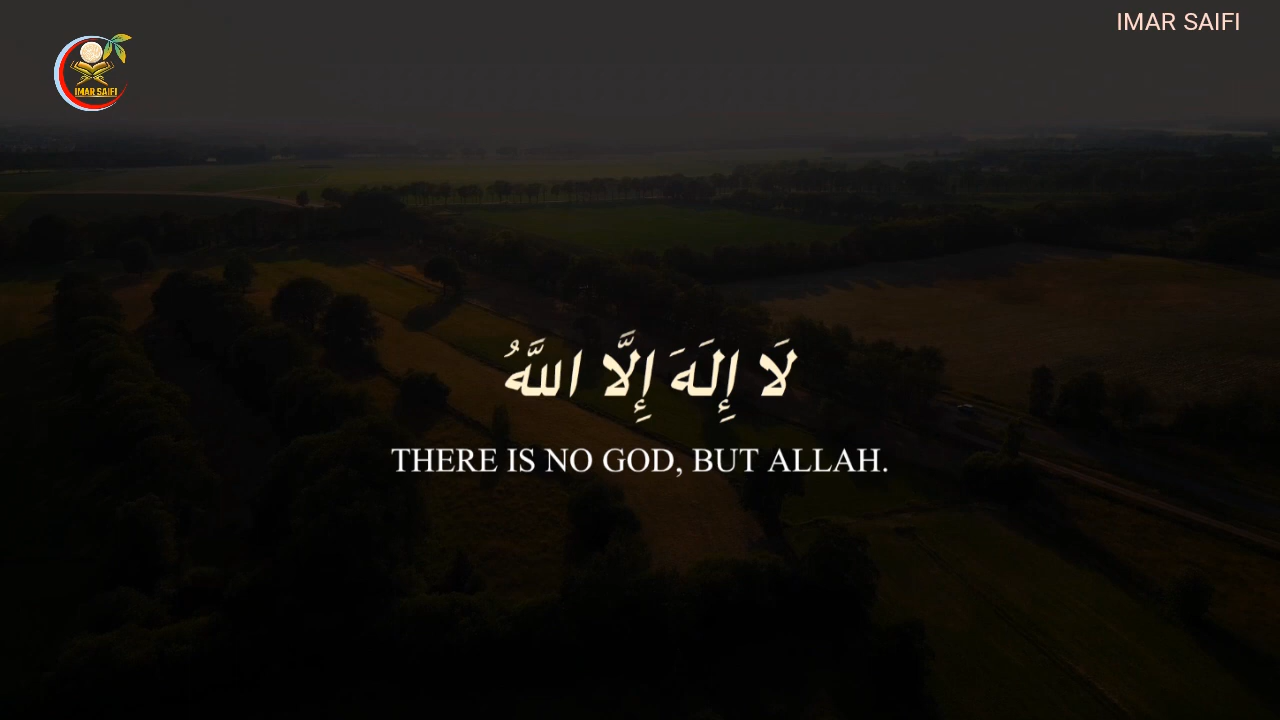 IMAR SAIFI
IMAR SAIFI
لَا إِلَهَ إِلَّا اللَّهُ
THERE IS NO GOD, BUT ALLAH.